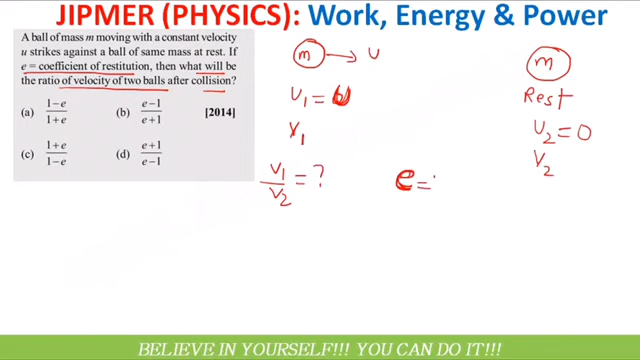 JIPMER (PHYSICS): Work, Energy & Power
A ball of mass m moving with a constant velocity
u strikes against a ball of same mass at rest. If
e = coefficient of restitution, then what will be
the ratio of velocity of two balls after collision?
(a) 1−e/1+e (b) e−1/e+1 [2014]
(c) 1+e/1−e (d) e+1/e−1
m → u
m
u₁ = u
Rest
v₁
u₂ = 0
v₂
v₁/v₂ = ?
e =
BELIEVE IN YOURSELF!!! YOU CAN DO IT!!!